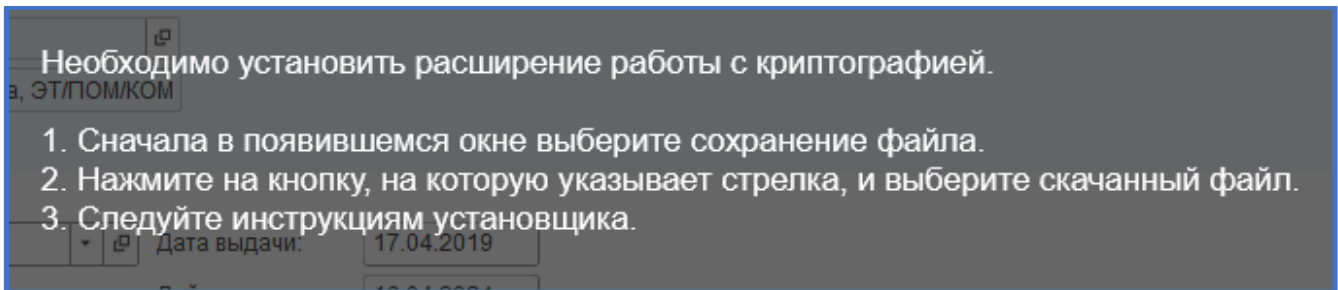 Необходимо установить расширение работы с криптографией.
а, ЭТ/ПОМ/КОМ
1. Сначала в появившемся окне выберите сохранение файла.
2. Нажмите на кнопку, на которую указывает стрелка, и выберите скачанный файл.
3. Следуйте инструкциям установщика.
Дата выдачи: 17.04.2019